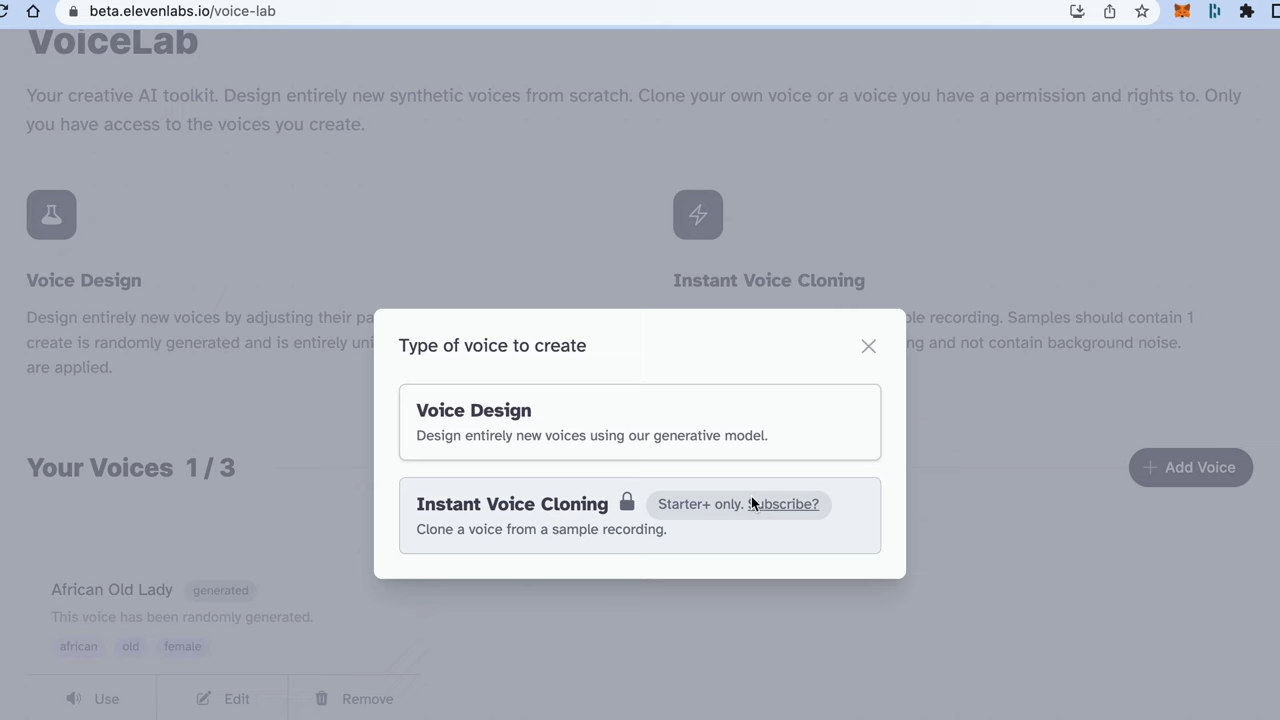 beta.elevenlabs.io/voice-lab
VoiceLab
Your creative AI toolkit. Design entirely new synthetic voices from scratch. Clone your own voice or a voice you have a permission and rights to. Only
you have access to the voices you create.
Voice Design
Instant Voice Cloning
Design entirely new voices by adjusting their
recording. Samples should contain 1
create is randomly generated and is entirely
and not contain background noise.
are applied.
Type of voice to create
Voice Design
Design entirely new voices using our generative model.
Instant Voice Cloning Starter+ only. Subscribe?
Clone a voice from a sample recording.
Your Voices 1 / 3
+ Add Voice
African Old Lady generated
This voice has been randomly generated.
african old female
Use Edit Remove